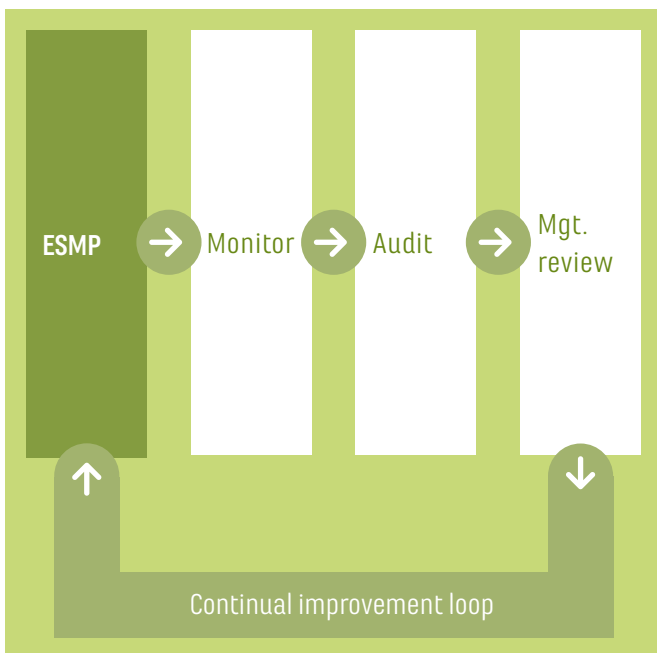 ESMP
Monitor
Audit
Mgt.
review
Continual improvement loop